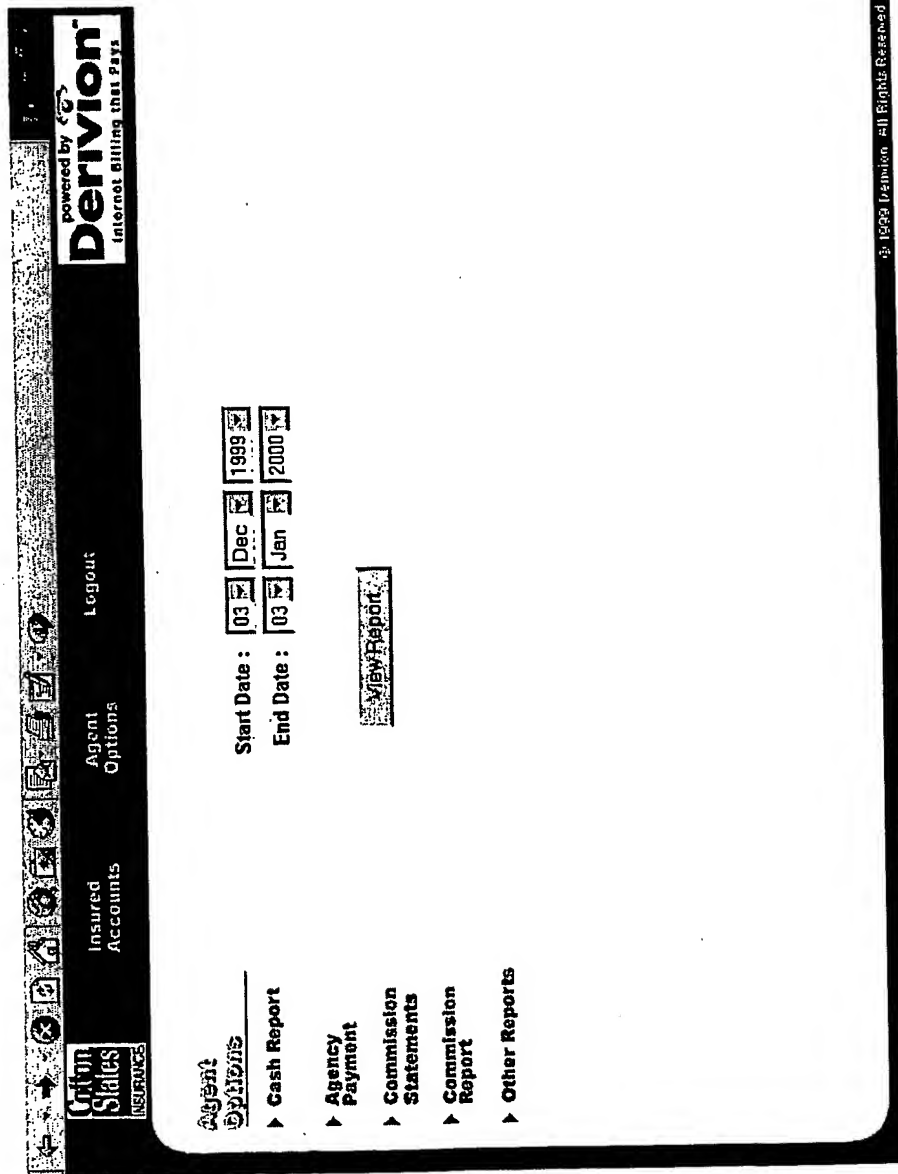 Cotton
States
INSURANCE
Insured
Accounts
Agent
Options
Logout
powered by
Derivion
Internet Billing that Pays
Agent
Options
Cash Report
Agency
Payment
Commission
Statements
Commission
Report
Other Reports
Start Date : 03 Dec 1999
End Date : 03 Jan 2000
View Report
© 1999 Derivion All Rights Reserved